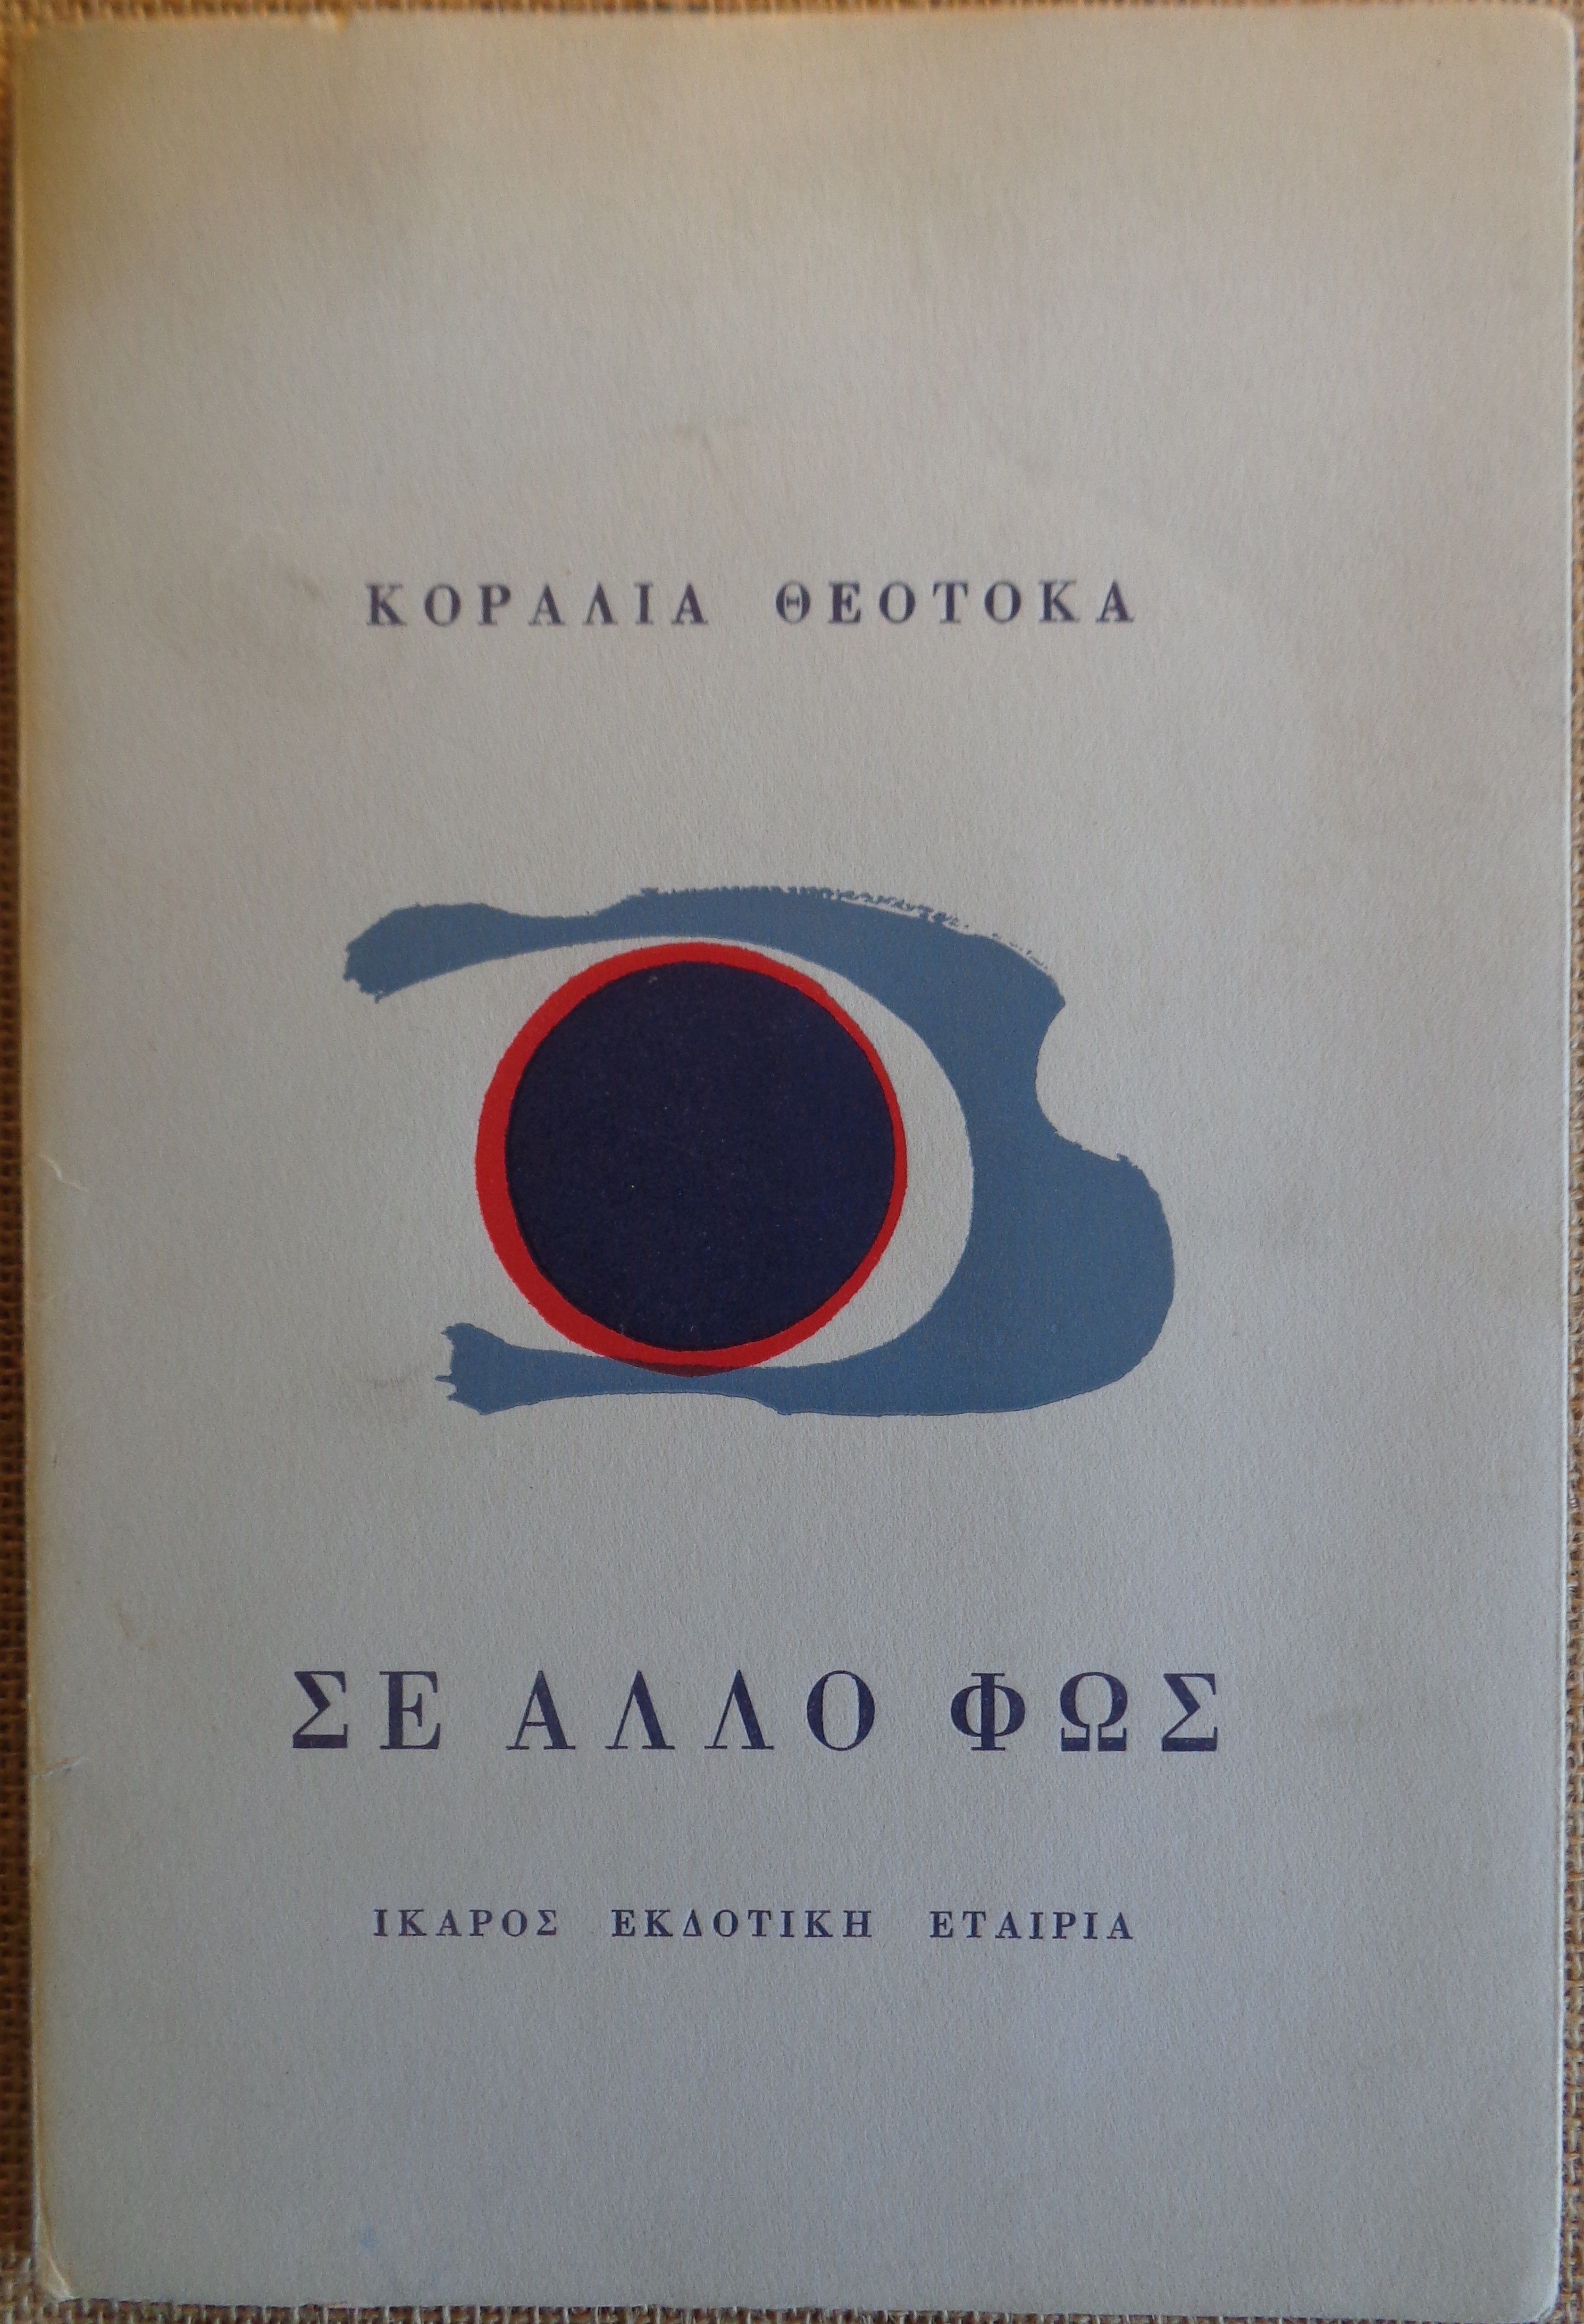 ΚΟΡΑΛΙΑ ΘΕΟΤΟΚΑ
ΣΕ ΑΛΛΟ ΦΩΣ
ΙΚΑΡΟΣ ΕΚΔΟΤΙΚΗ ΕΤΑΙΡΙΑ